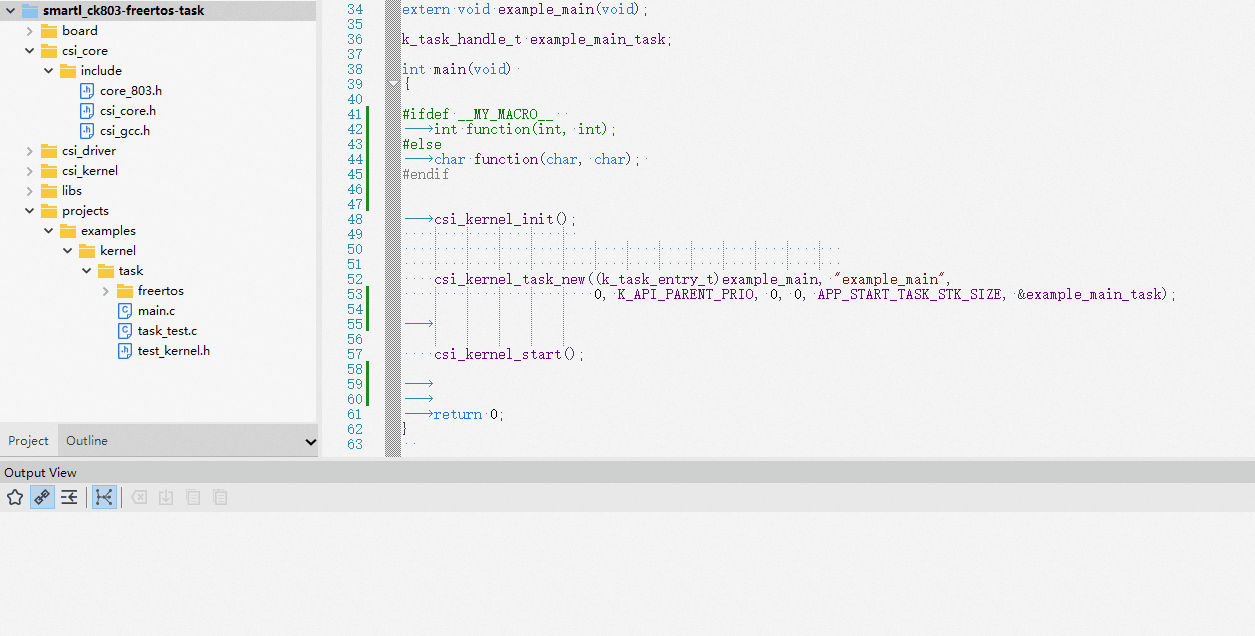 smartl_ck803-freertos-task
board
csi_core
include
core_803.h
csi_core.h
csi_gcc.h
csi_driver
csi_kernel
libs
projects
examples
kernel
task
freertos
main.c
task_test.c
test_kernel.h
Project Outline
34 extern void example_main(void);
35
36 k_task_handle_t example_main_task;
37
38 int main(void)
39 {
40
41 #ifdef __MY_MACRO__
42 int function(int, int);
43 #else
44 char function(char, char);
45 #endif
46
47
48 csi_kernel_init();
49
50
51
52 csi_kernel_task_new((k_task_entry_t)example_main, "example_main",
53 0, K_API_PARENT_PRIO, 0, 0, APP_START_TASK_STK_SIZE, &example_main_task);
54
55
56
57 csi_kernel_start();
58
59
60
61 return 0;
62 }
63
Output View